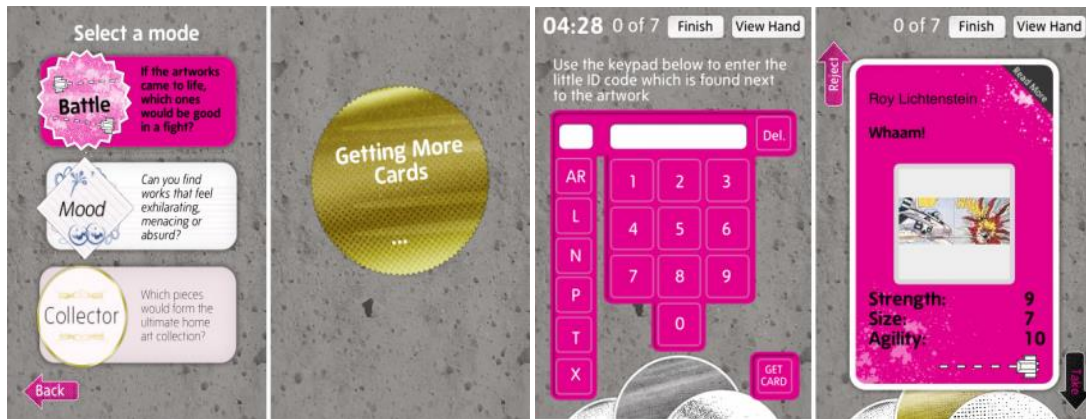 Select a mode
Battle
If the artworks
came to life,
which ones
would be good
in a fight?
Mood
Can you find
works that feel
exhilarating,
menacing or
absurd?
Collector
Which pieces
would form the
ultimate home
art collection?
Back
Getting More
Cards
...
04:28 0 of 7 Finish View Hand
Use the keypad below to enter the
little ID code which is found next
to the artwork
Del.
AR 1 2 3
L 4 5 6
N 7 8 9
P 0
T
X
GET
CARD
0 of 7 Finish View Hand
Reject
Read More
Roy Lichtenstein
Whaam!
Strength: 9
Size: 7
Agility: 10
Take